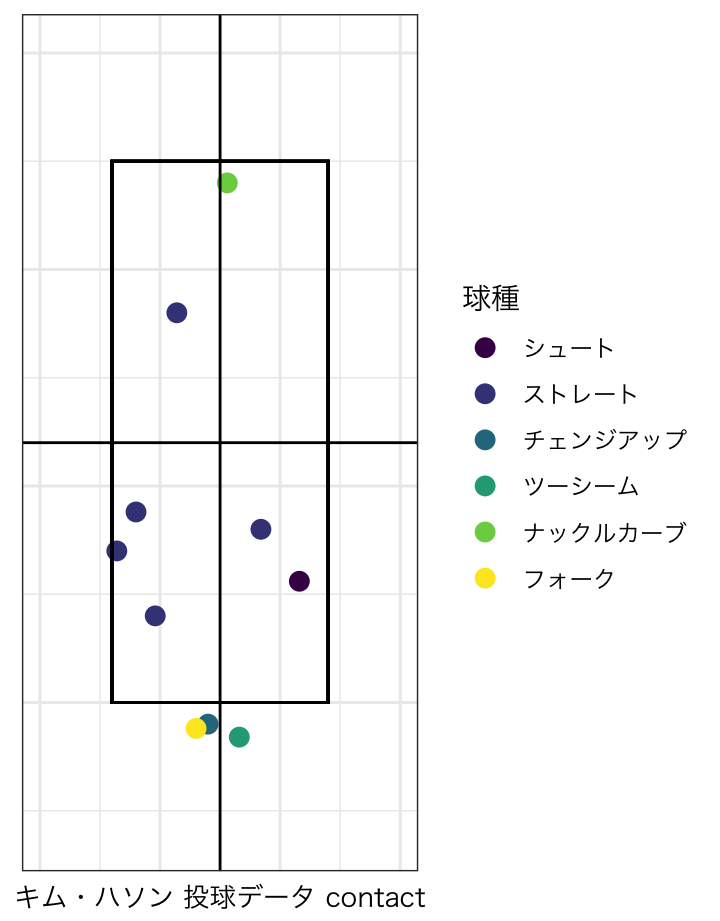 球種
シュート
ストレート
チェンジアップ
ツーシーム
ナックルカーブ
フォーク
キム・ハソン 投球データ contact